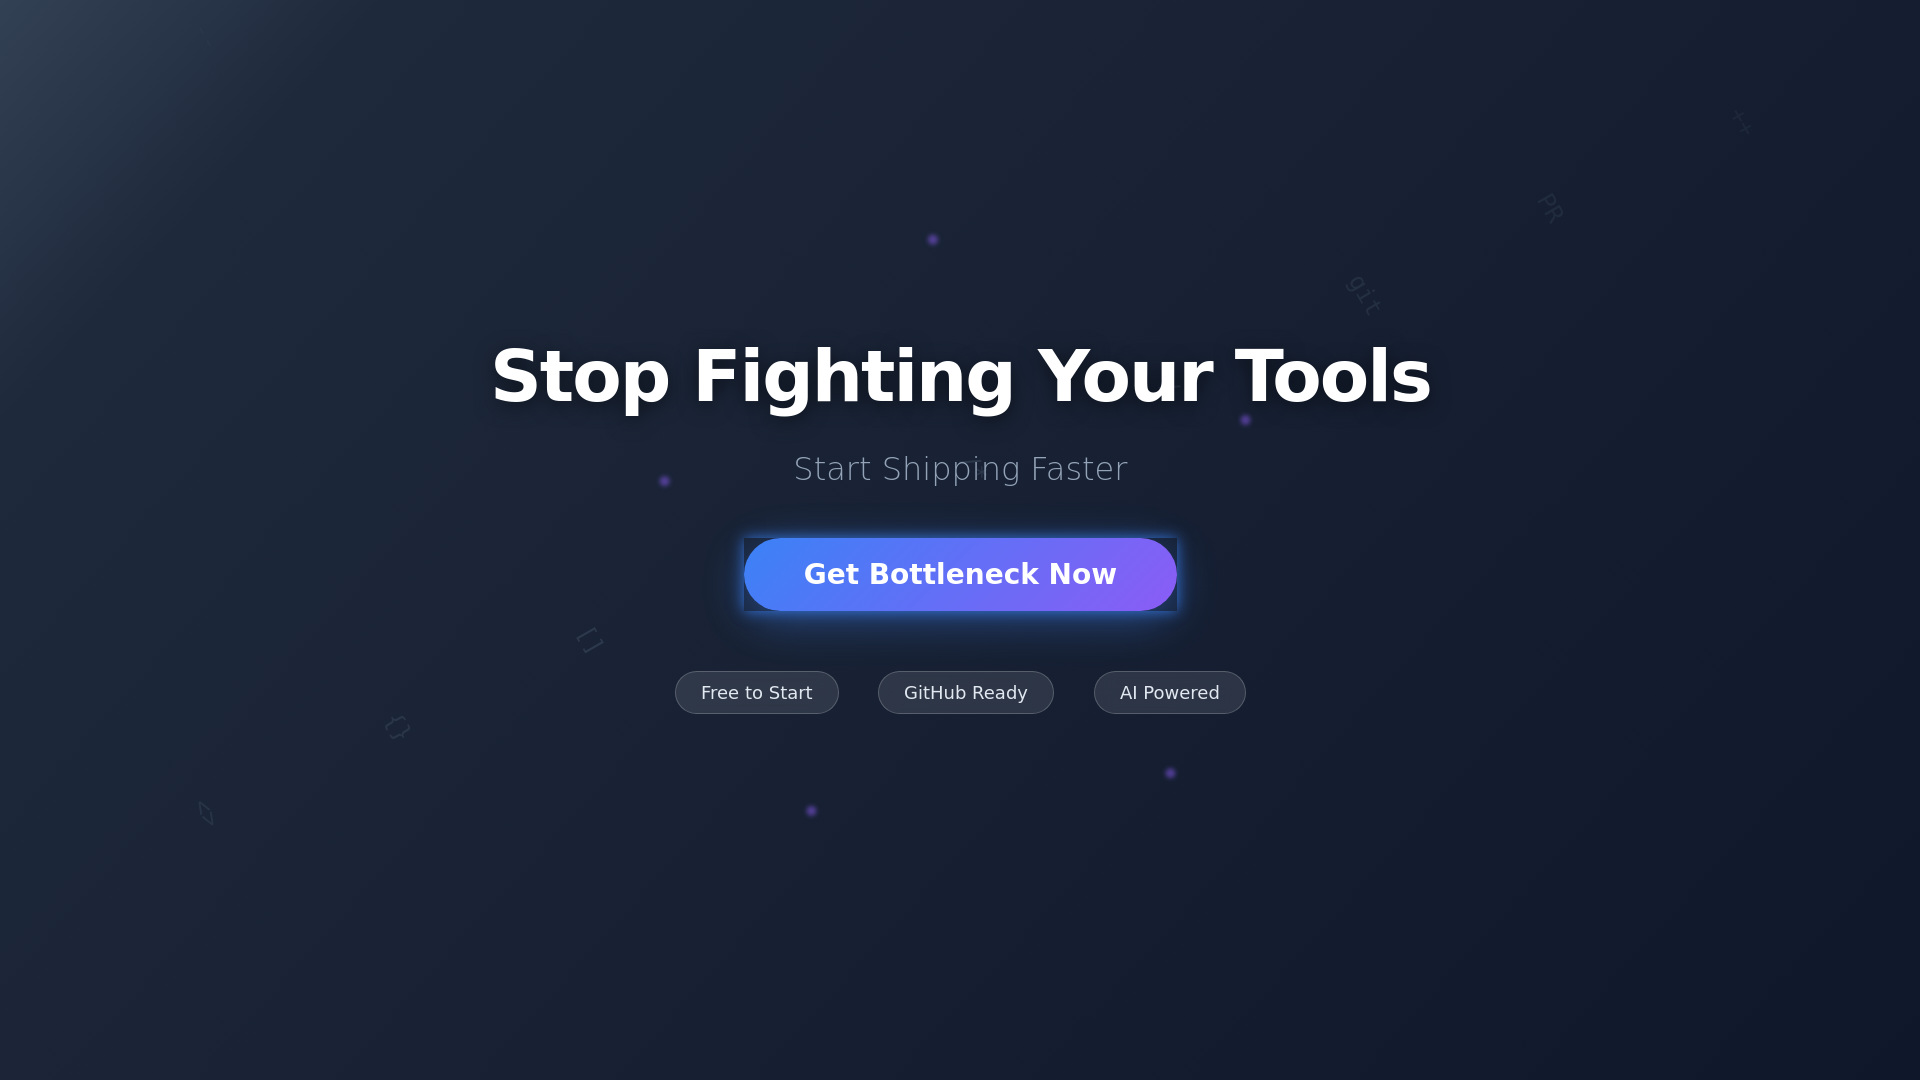 ++
PR
git
Stop Fighting Your Tools
Start Shipping Faster
Get Bottleneck Now
[]
Free to Start
GitHub Ready
AI Powered
{}
<>